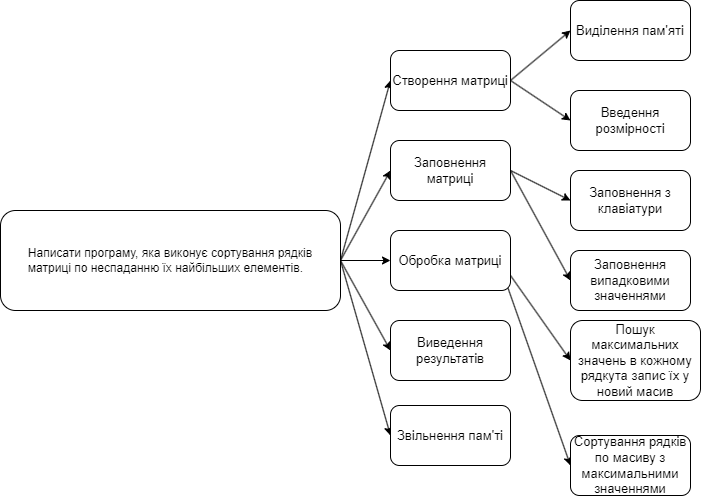 Написати програму, яка виконує сортування рядків
матриці по неспаданню їх найбільших елементів.
Створення матриці
Заповнення
матриці
Обробка матриці
Виведення
результатів
Звільнення пам'яті
Виділення пам'яті
Введення
розмірності
Заповнення з
клавіатури
Заповнення
випадковими
значеннями
Пошук
максимальних
значень в кожному
рядкута запис їх у
новий масив
Сортування рядків
по масиву з
максимальними
значеннями